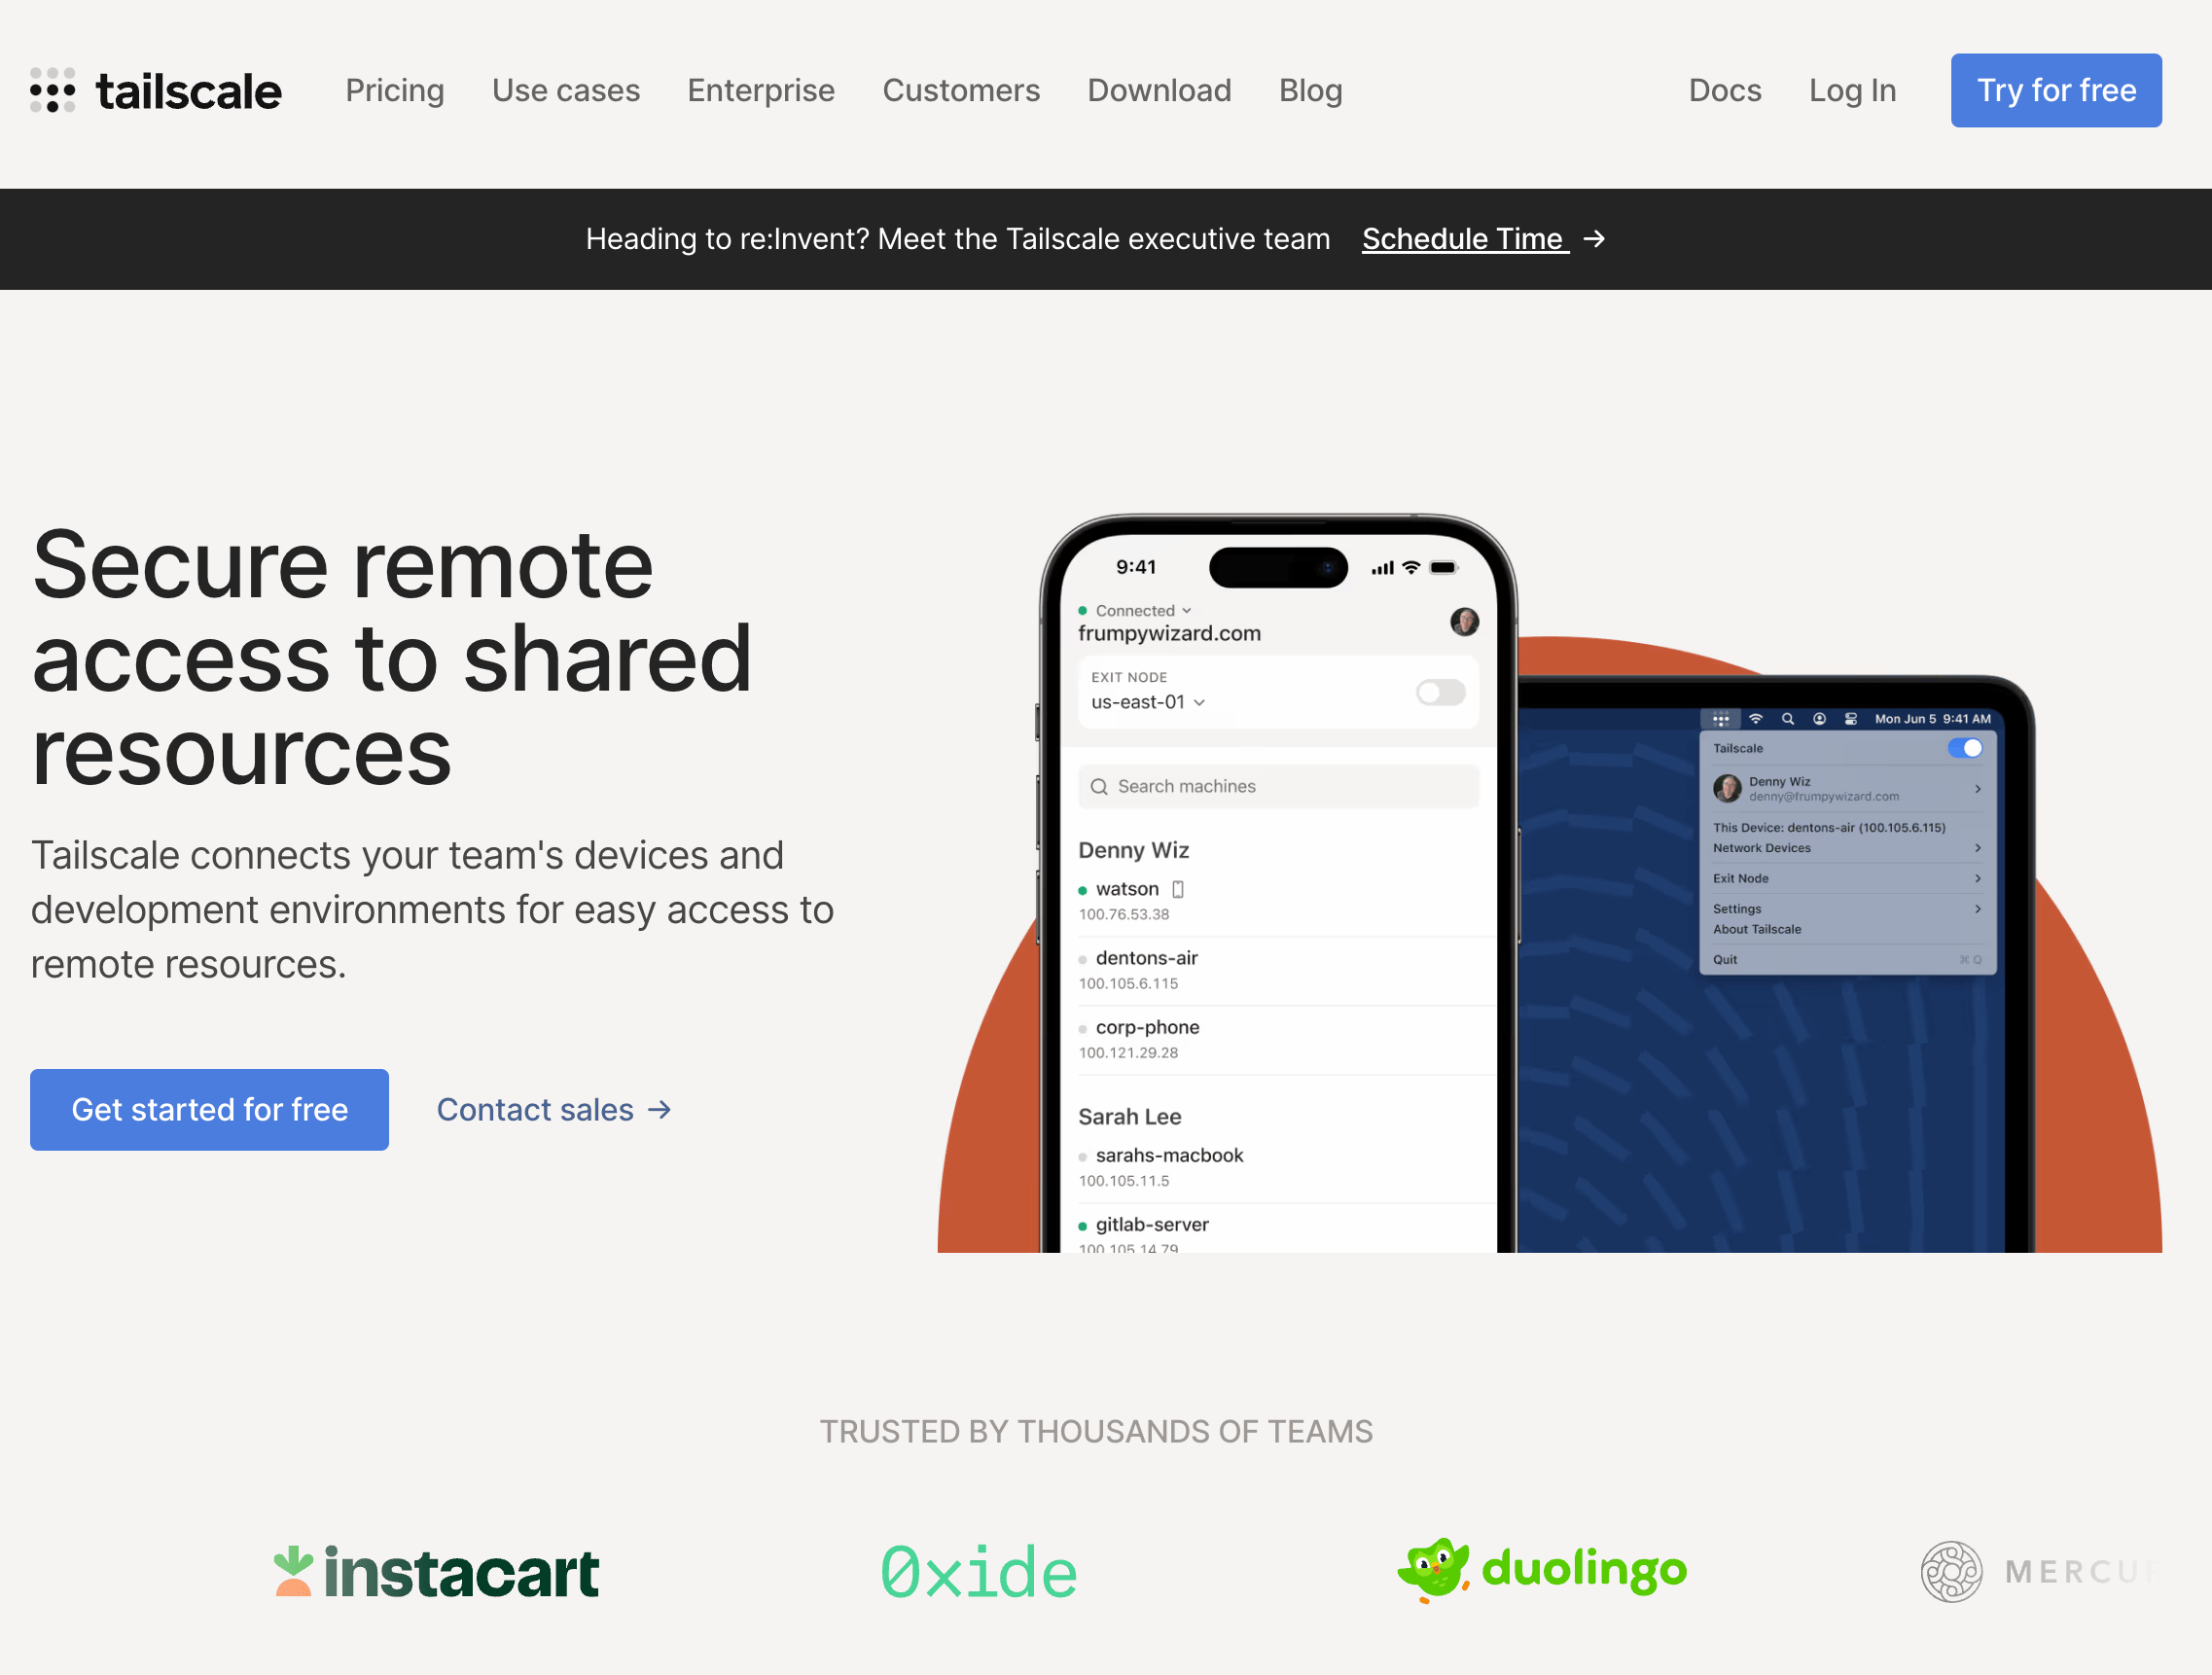 tailscale
Pricing
Use cases
Enterprise
Customers
Download
Blog
Docs
Log In
Try for free
Heading to re:Invent? Meet the Tailscale executive team Schedule Time →
Secure remote
access to shared
resources
Tailscale connects your team's devices and
development environments for easy access to
remote resources.
Get started for free
Contact sales →
9:41
Connected
frumpywizard.com
EXIT NODE
us-east-01
Search machines
Denny Wiz
watson
100.76.53.38
dentons-air
100.105.6.115
corp-phone
100.121.29.28
Sarah Lee
sarahs-macbook
100.105.11.5
gitlab-server
100.105.14.79
Mon Jun 5 9:41 AM
Tailscale
Denny Wiz
denny@frumpywizard.com
This Device: dentons-air (100.105.6.115)
Network Devices
Exit Node
Settings
About Tailscale
Quit ⌘ Q
TRUSTED BY THOUSANDS OF TEAMS
instacart
0xide
duolingo
MERCUR